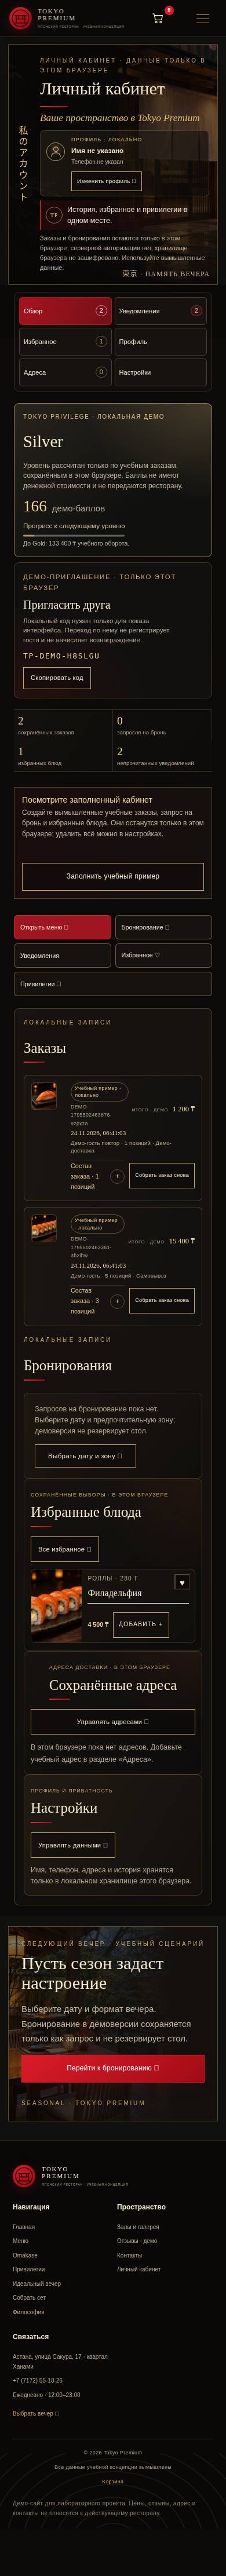 TOKYO
PREMIUM
ЯПОНСКИЙ РЕСТОРАН · УЧЕБНАЯ КОНЦЕПЦИЯ
6
ЛИЧНЫЙ КАБИНЕТ · ДАННЫЕ ТОЛЬКО В
ЭТОМ БРАУЗЕРЕ
Личный кабинет
Ваше пространство в Tokyo Premium
私のアカウント
ПРОФИЛЬ · ЛОКАЛЬНО
Имя не указано
Телефон не указан
Изменить профиль
TP
История, избранное и привилегии в
одном месте.
Заказы и бронирования остаются только в этом
браузере; серверной авторизации нет, хранилище
браузера не зашифровано. Используйте вымышленные
данные.
東京 · ПАМЯТЬ ВЕЧЕРА
Обзор 2
Уведомления 2
Избранное 1
Профиль
Адреса 0
Настройки
TOKYO PRIVILEGE · ЛОКАЛЬНАЯ ДЕМО
Silver
Уровень рассчитан только по учебным заказам,
сохранённым в этом браузере. Баллы не имеют
денежной стоимости и не передаются ресторану.
166 демо-баллов
Прогресс к следующему уровню
До Gold: 133 400 ₸ учебного оборота.
ДЕМО-ПРИГЛАШЕНИЕ · ТОЛЬКО ЭТОТ
БРАУЗЕР
Пригласить друга
Локальный код нужен только для показа
интерфейса. Переход по нему не регистрирует
гостя и не начисляет вознаграждение.
TP-DEMO-H8SLGU
Скопировать код
2
сохранённых заказов
0
запросов на бронь
1
избранных блюд
2
непрочитанных уведомлений
Посмотрите заполненный кабинет
Создайте вымышленные учебные заказы, запрос на
бронь и избранные блюда. Они останутся только в этом
браузере; удалить всё можно в настройках.
Заполнить учебный пример
Открыть меню
Бронирование
Уведомления
Избранное ♡
Привилегии
ЛОКАЛЬНЫЕ ЗАПИСИ
Заказы
Учебный пример ·
локально
DEMO-
1795502463676-
ИТОГО · ДЕМО 1 200 ₸
24.11.2026, 06:41:03
Демо-гость повтор · 1 позиций · Демо-
доставка
Состав
заказа · 1
позиций
+
Собрать заказ снова
Учебный пример
· локально
DEMO-
1795502463361-
ИТОГО · ДЕМО 15 400 ₸
24.11.2026, 06:41:03
Демо-гость · 5 позиций · Самовывоз
Состав
заказа · 3
позиций
+
Собрать заказ снова
ЛОКАЛЬНЫЕ ЗАПИСИ
Бронирования
Запросов на бронирование пока нет.
Выберите дату и предпочтительную зону;
демоверсия не резервирует стол.
Выбрать дату и зону
СОХРАНЁННЫЕ ВЫБОРЫ · В ЭТОМ БРАУЗЕРЕ
Избранные блюда
Все избранное
РОЛЛЫ · 280 Г
♥
Филадельфия
4 500 ₸
ДОБАВИТЬ +
АДРЕСА ДОСТАВКИ · В ЭТОМ БРАУЗЕРЕ
Сохранённые адреса
Управлять адресами
В этом браузере пока нет адресов. Добавьте
учебный адрес в разделе «Адреса».
ПРОФИЛЬ И ПРИВАТНОСТЬ
Настройки
Управлять данными
Имя, телефон, адреса и история хранятся
только в локальном хранилище этого браузера.
СЛЕДУЮЩИЙ ВЕЧЕР · УЧЕБНЫЙ СЦЕНАРИЙ
Пусть сезон задаст
настроение
Выберите дату и формат вечера.
Бронирование в демоверсии сохраняется
только как запрос и не резервирует стол.
Перейти к бронированию
SEASONAL · TOKYO PREMIUM
TOKYO
PREMIUM
ЯПОНСКИЙ РЕСТОРАН · УЧЕБНАЯ КОНЦЕПЦИЯ
Навигация
Главная
Меню
Omakase
Привилегии
Идеальный вечер
Собрать сет
Философия
Пространство
Залы и галерея
Отзывы · демо
Контакты
Личный кабинет
Связаться
Астана, улица Сакура, 17 · квартал
Ханами
+7 (7172) 55-18-26
Ежедневно · 12:00–23:00
Выбрать вечер
© 2026 Tokyo Premium
Все данные учебной концепции вымышлены
Корзина
Демо-сайт для лабораторного проекта. Цены, отзывы, адрес и
контакты не относятся к действующему ресторану.